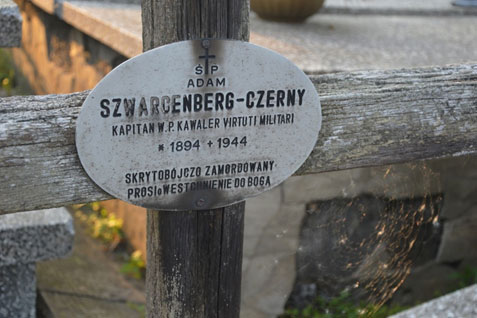 Ś P
ADAM
SZWARCENBERG-CZERNY
KAPITAN W.P. KAWALER VIRTUTI MILITARI
* 1894 + 1944
SKRYTOBÓJCZO ZAMORDOWANY
PROSI o WESTCHNIENIE DO BOGA